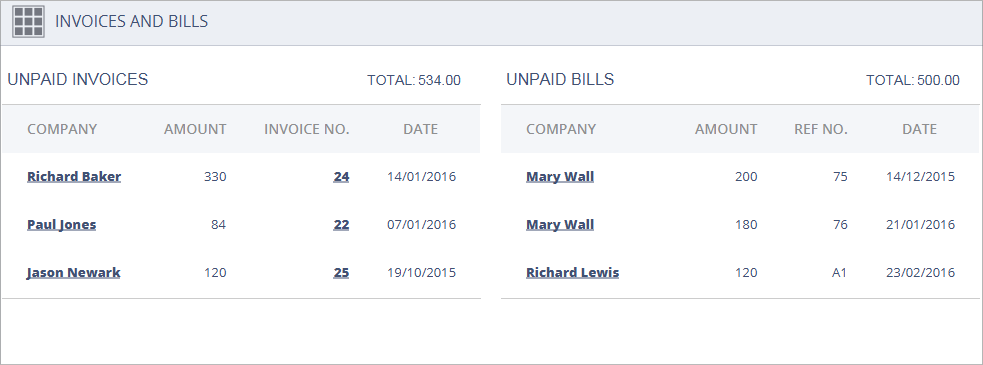 INVOICES AND BILLS
UNPAID INVOICES TOTAL: 534.00
COMPANY AMOUNT INVOICE NO. DATE
Richard Baker 330 24 14/01/2016
Paul Jones 84 22 07/01/2016
Jason Newark 120 25 19/10/2015
UNPAID BILLS TOTAL: 500.00
COMPANY AMOUNT REF NO. DATE
Mary Wall 200 75 14/12/2015
Mary Wall 180 76 21/01/2016
Richard Lewis 120 A1 23/02/2016